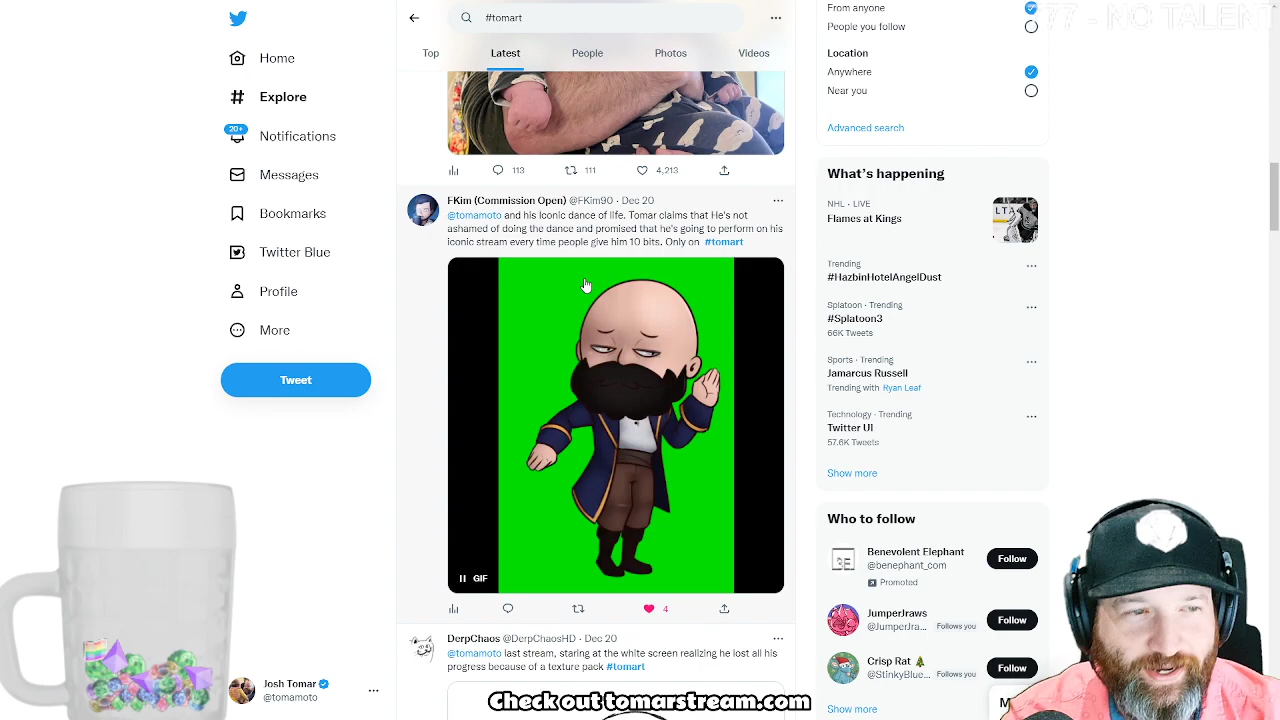 77 - NO TALENT
Home
Explore
20+
Notifications
Messages
Bookmarks
Twitter Blue
Profile
More
Tweet
Josh Tomar
@tomamoto
#tomart
Top
Latest
People
Photos
Videos
113
111
4,213
FKim (Commission Open) @FKim90 · Dec 20
@tomamoto and his Iconic dance of life. Tomar claims that He's not
ashamed of doing the dance and promised that he's going to perform on his
iconic stream every time people give him 10 bits. Only on #tomart
GIF
4
DerpChaos @DerpChaosHD · Dec 20
@tomamoto last stream, staring at the white screen realizing he lost all his
progress because of a texture pack #tomart
Check out tomarstream.com
From anyone
People you follow
Location
Anywhere
Near you
Advanced search
What's happening
NHL · LIVE
Flames at Kings
Trending
#HazbinHotelAngelDust
Splatoon · Trending
#Splatoon3
66K Tweets
Sports · Trending
Jamarcus Russell
Trending with Ryan Leaf
Technology · Trending
Twitter UI
57.6K Tweets
Show more
Who to follow
Benevolent Elephant
@benephant_com
Promoted
Follow
JumperJraws
@JumperJra... Follows you
Follow
Crisp Rat
@StinkyBlue... Follows you
Follow
Show more